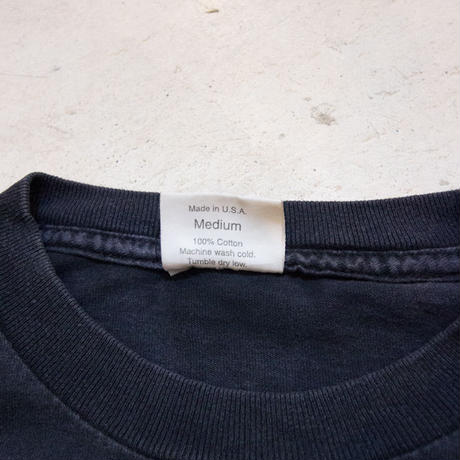 Made in U.S.A.
Medium
100% Cotton
Machine wash cold.
Tumble dry low.